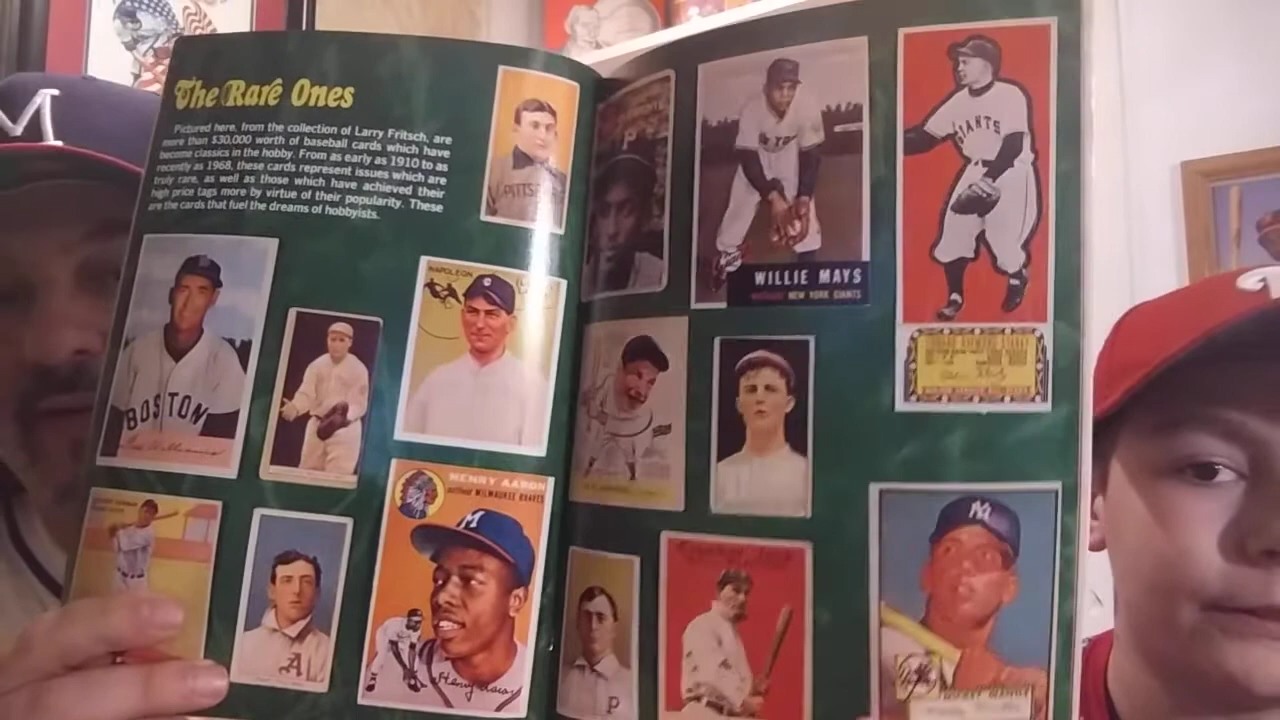 The Rare Ones
Pictured here, from the collection of Larry Fritsch, are
more than $30,000 worth of baseball cards which have
become classics in the hobby. From as early as 1910 to as
recently as 1968, these cards represent issues which are
truly rare, as well as those which have achieved their
high price tags more by virtue of their popularity. These
are the cards that fuel the dreams of hobbyists.
M
PITTS
P
WILLIE MAYS
NEW YORK GIANTS
GIANTS
BOSTON
NAPOLEON
HENRY AARON
outfield MILWAUKEE BRAVES
M
Henry Aaron
A
P
NY